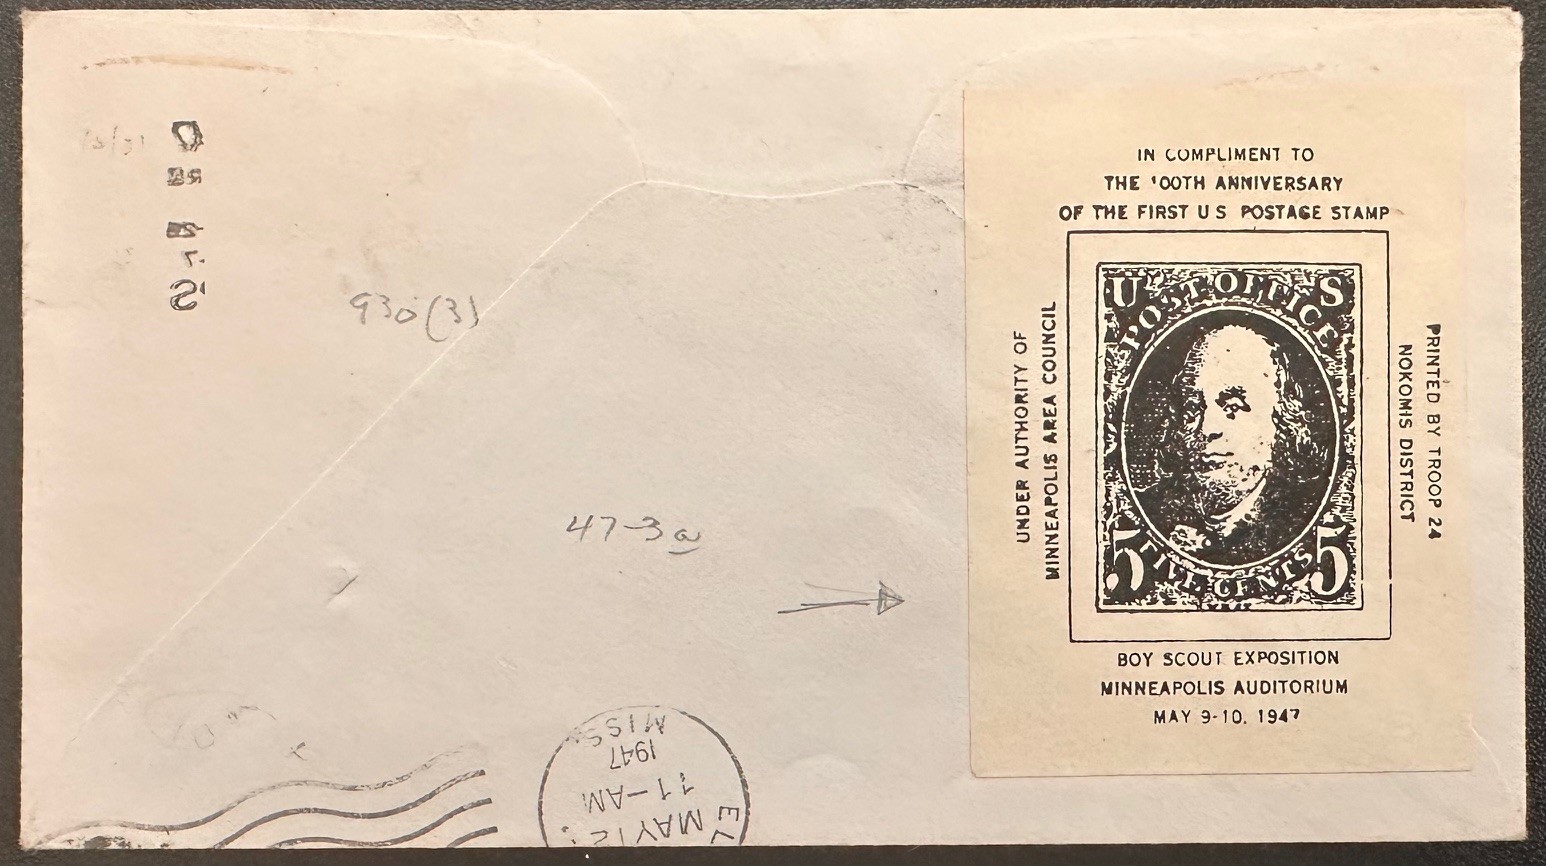 IN COMPLIMENT TO
THE 100TH ANNIVERSARY
OF THE FIRST U S POSTAGE STAMP
UNDER AUTHORITY OF
MINNEAPOLIS AREA COUNCIL
U S
POST OFFICE
5 FIVE CENTS 5
PRINTED BY TROOP 24
NOKOMIS DISTRICT
BOY SCOUT EXPOSITION
MINNEAPOLIS AUDITORIUM
MAY 9-10, 1947
930(3)
47-3a
MAY 12
11-AM
1947
MISS.